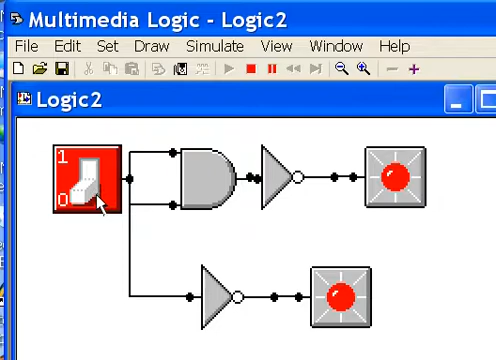 Multimedia Logic - Logic2
File Edit Set Draw Simulate View Window Help
Logic2
1
0